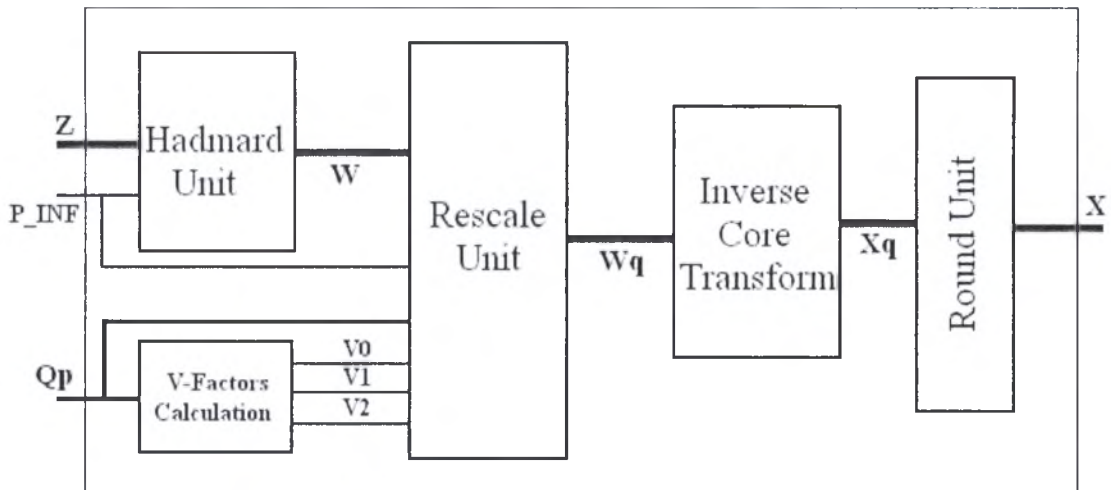 Z
P_INF
Hadmard
Unit
W
Qp
V-Factors
Calculation
V0
V1
V2
Rescale
Unit
Wq
Inverse
Core
Transform
Xq
Round Unit
X